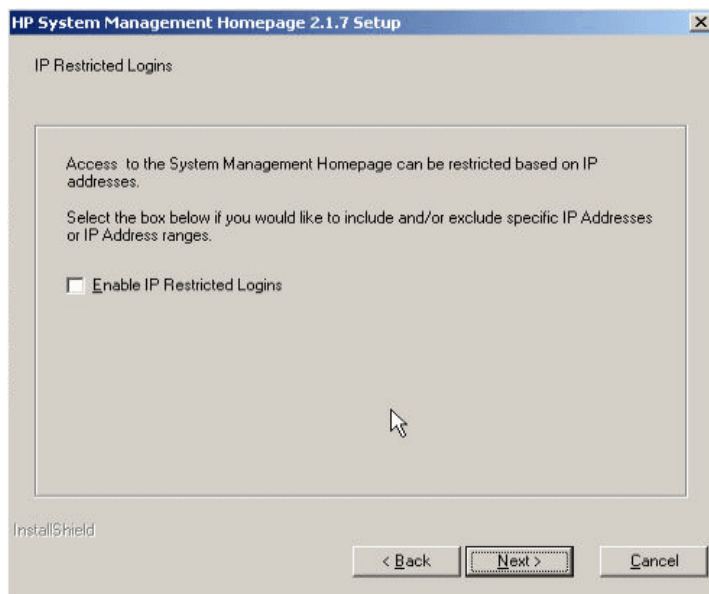 HP System Management Homepage 2.1.7 Setup
IP Restricted Logins
Access to the System Management Homepage can be restricted based on IP
addresses.
Select the box below if you would like to include and/or exclude specific IP Addresses
or IP Address ranges.
Enable IP Restricted Logins
InstallShield
< Back
Next >
Cancel